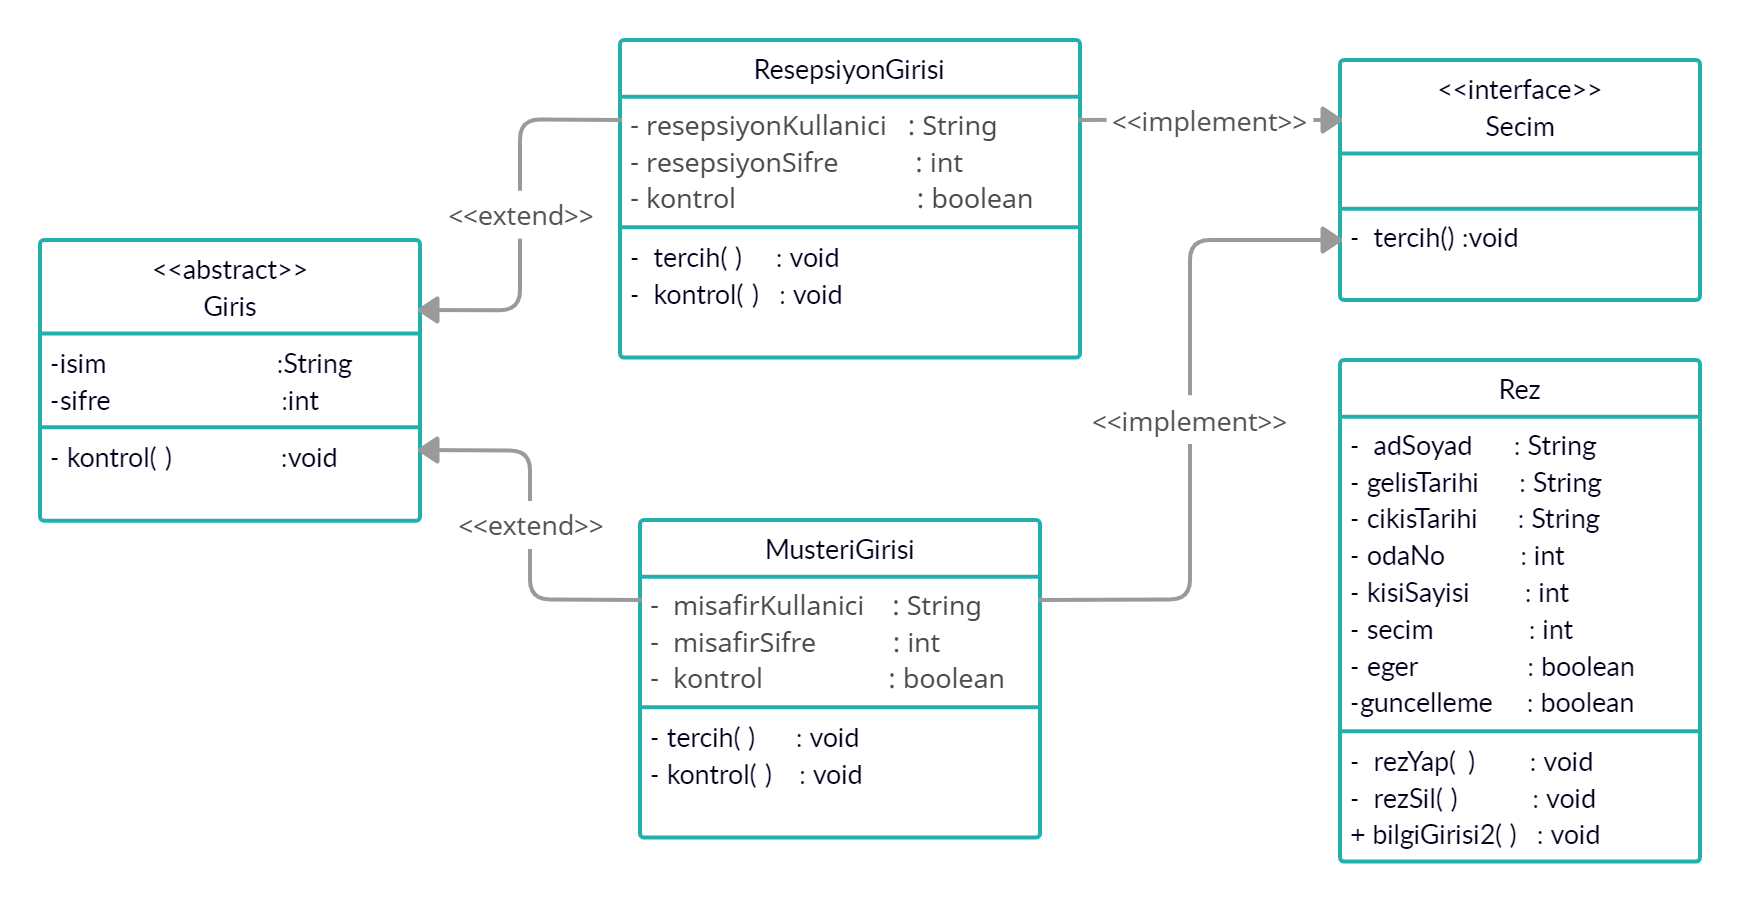 ResepsiyonGirisi
- resepsiyonKullanici : String
- resepsiyonSifre : int
- kontrol : boolean
- tercih( ) : void
- kontrol( ) : void
<<implement>>
<<interface>>
Secim
- tercih() :void
<<extend>>
<<abstract>>
Giris
-isim :String
-sifre :int
- kontrol( ) :void
<<extend>>
<<implement>>
MusteriGirisi
- misafirKullanici : String
- misafirSifre : int
- kontrol : boolean
- tercih( ) : void
- kontrol( ) : void
Rez
- adSoyad : String
- gelisTarihi : String
- cikisTarihi : String
- odaNo : int
- kisiSayisi : int
- secim : int
- eger : boolean
-guncelleme : boolean
- rezYap( ) : void
- rezSil( ) : void
+ bilgiGirisi2( ) : void